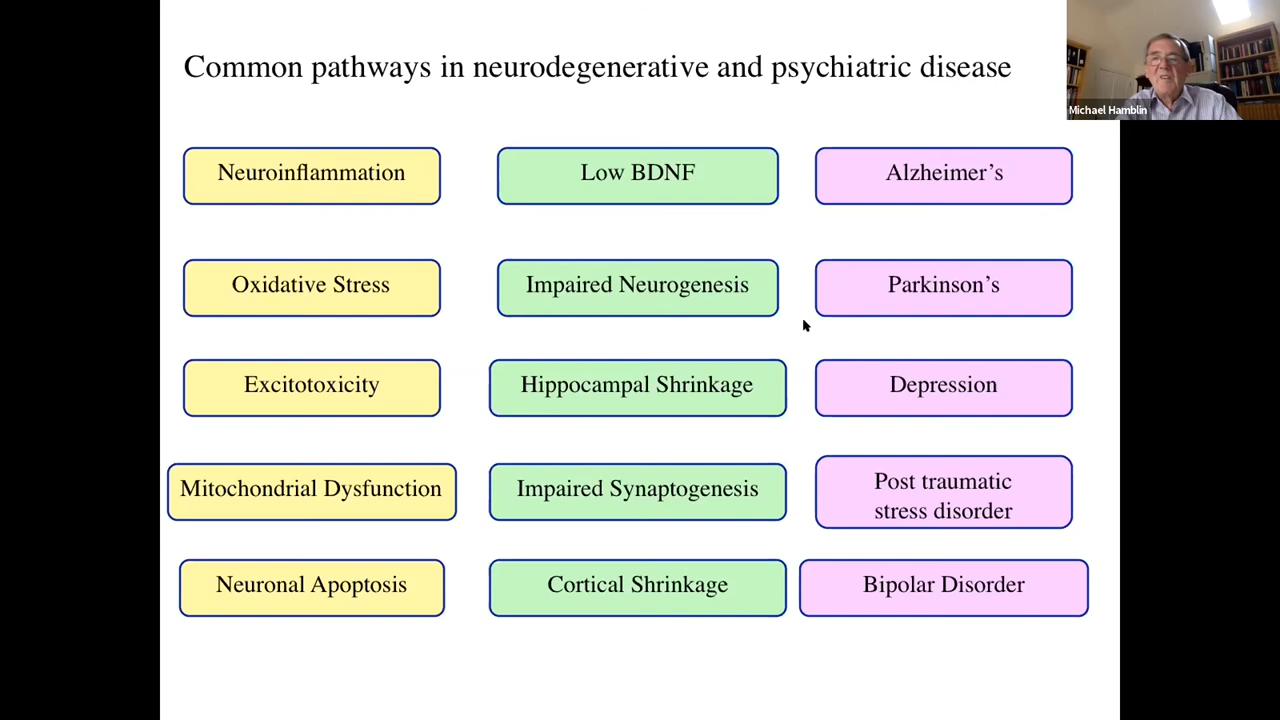 Common pathways in neurodegenerative and psychiatric disease
Michael Hamblin
Neuroinflammation
Low BDNF
Alzheimer’s
Oxidative Stress
Impaired Neurogenesis
Parkinson’s
Excitotoxicity
Hippocampal Shrinkage
Depression
Mitochondrial Dysfunction
Impaired Synaptogenesis
Post traumatic
stress disorder
Neuronal Apoptosis
Cortical Shrinkage
Bipolar Disorder